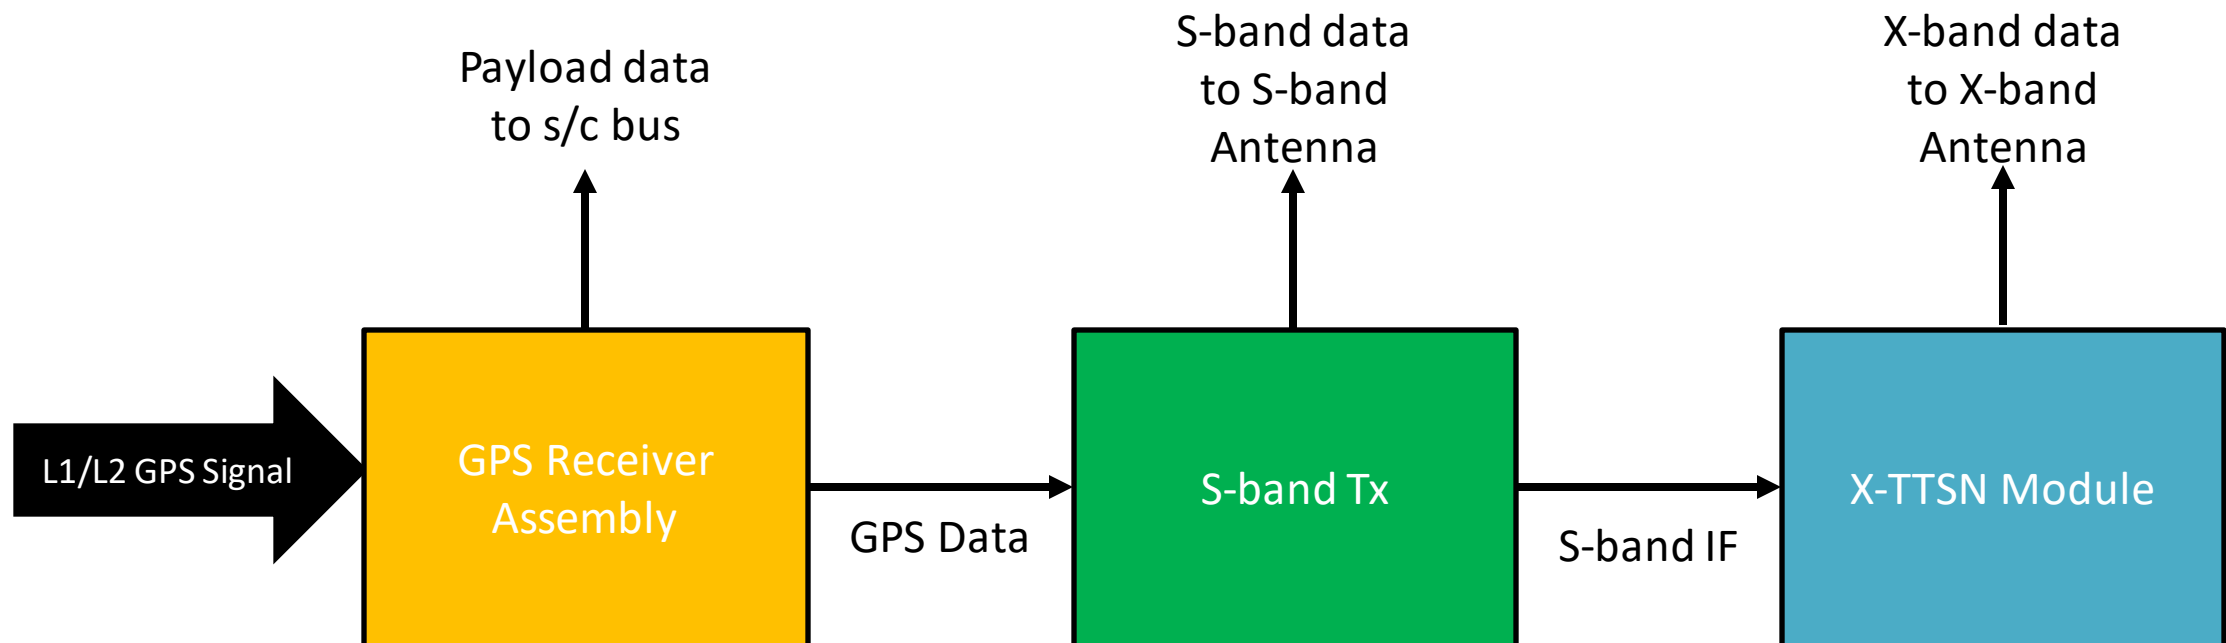 Payload data
to s/c bus
S-band data
to S-band
Antenna
X-band data
to X-band
Antenna
L1/L2 GPS Signal
GPS Receiver
Assembly
GPS Data
S-band Tx
S-band IF
X-TTSN Module